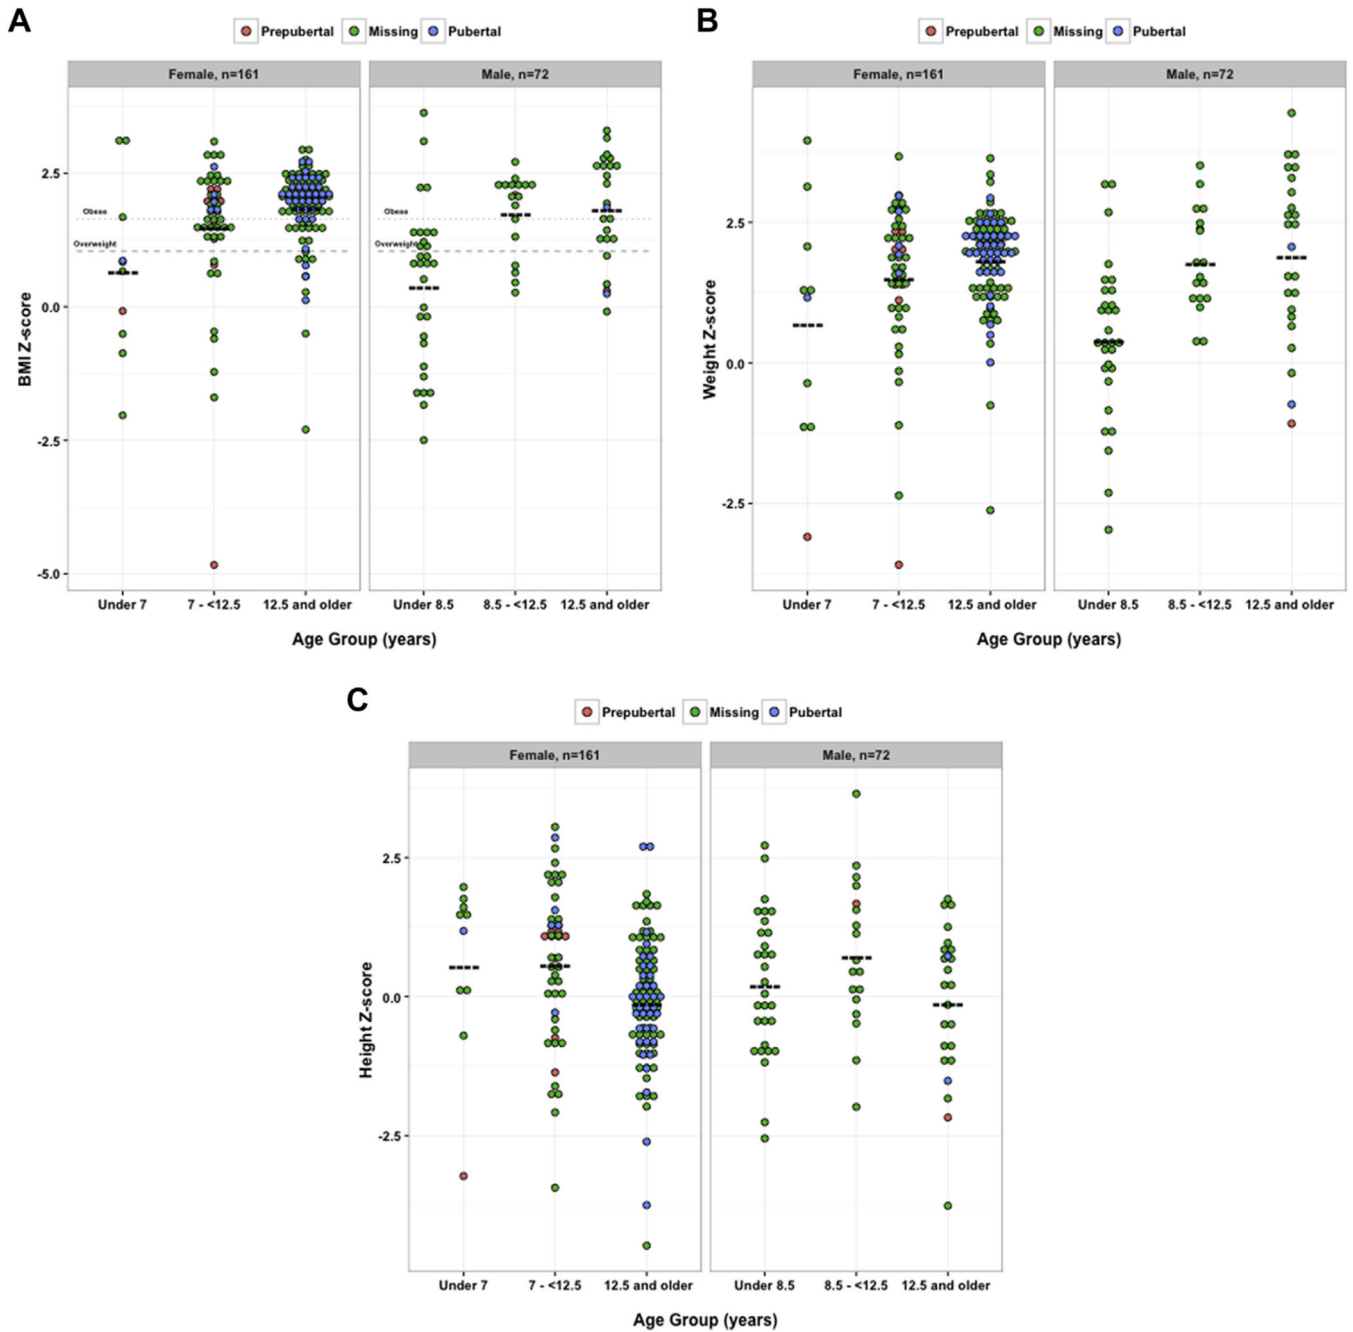 A
Prepubertal Missing Pubertal
Female, n=161 Male, n=72
BMI Z-score
2.5
0.0
-2.5
-5.0
Obese Obese
Overweight Overweight
Under 7 7 - <12.5 12.5 and older Under 8.5 8.5 - <12.5 12.5 and older
Age Group (years)
B
Prepubertal Missing Pubertal
Female, n=161 Male, n=72
Weight Z-score
2.5
0.0
-2.5
Under 7 7 - <12.5 12.5 and older Under 8.5 8.5 - <12.5 12.5 and older
Age Group (years)
C
Prepubertal Missing Pubertal
Female, n=161 Male, n=72
Height Z-score
2.5
0.0
-2.5
Under 7 7 - <12.5 12.5 and older Under 8.5 8.5 - <12.5 12.5 and older
Age Group (years)